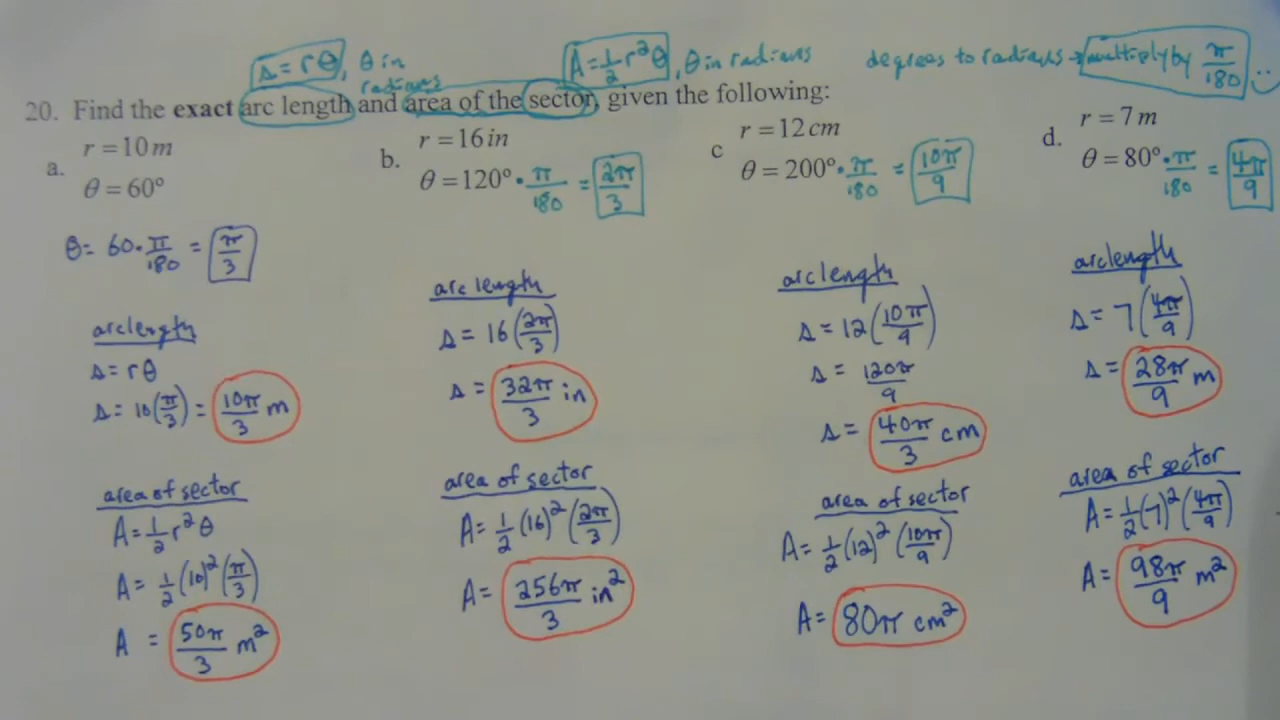 s = rθ, θ in radians
A = 1/2 r²θ, θ in radians
degrees to radians → multiply by π/180
20. Find the exact arc length and area of the sector, given the following:
a.
r = 10 m
θ = 60°
θ = 60 · π/180 = π/3
arclength
s = rθ
s = 10(π/3) = 10π/3 m
area of sector
A = 1/2 r²θ
A = 1/2 (10)² (π/3)
A = 50π/3 m²
b.
r = 16 in
θ = 120° · π/180 = 2π/3
arc length
s = 16(2π/3)
s = 32π/3 in
area of sector
A = 1/2 (16)² (2π/3)
A = 256π/3 in²
c
r = 12 cm
θ = 200° · π/180 = 10π/9
arc length
s = 12(10π/9)
s = 120π/9
s = 40π/3 cm
area of sector
A = 1/2 (12)² (10π/9)
A = 80π cm²
d.
r = 7 m
θ = 80° · π/180 = 4π/9
arclength
s = 7(4π/9)
s = 28π/9 m
area of sector
A = 1/2 (7)² (4π/9)
A = 98π/9 m²